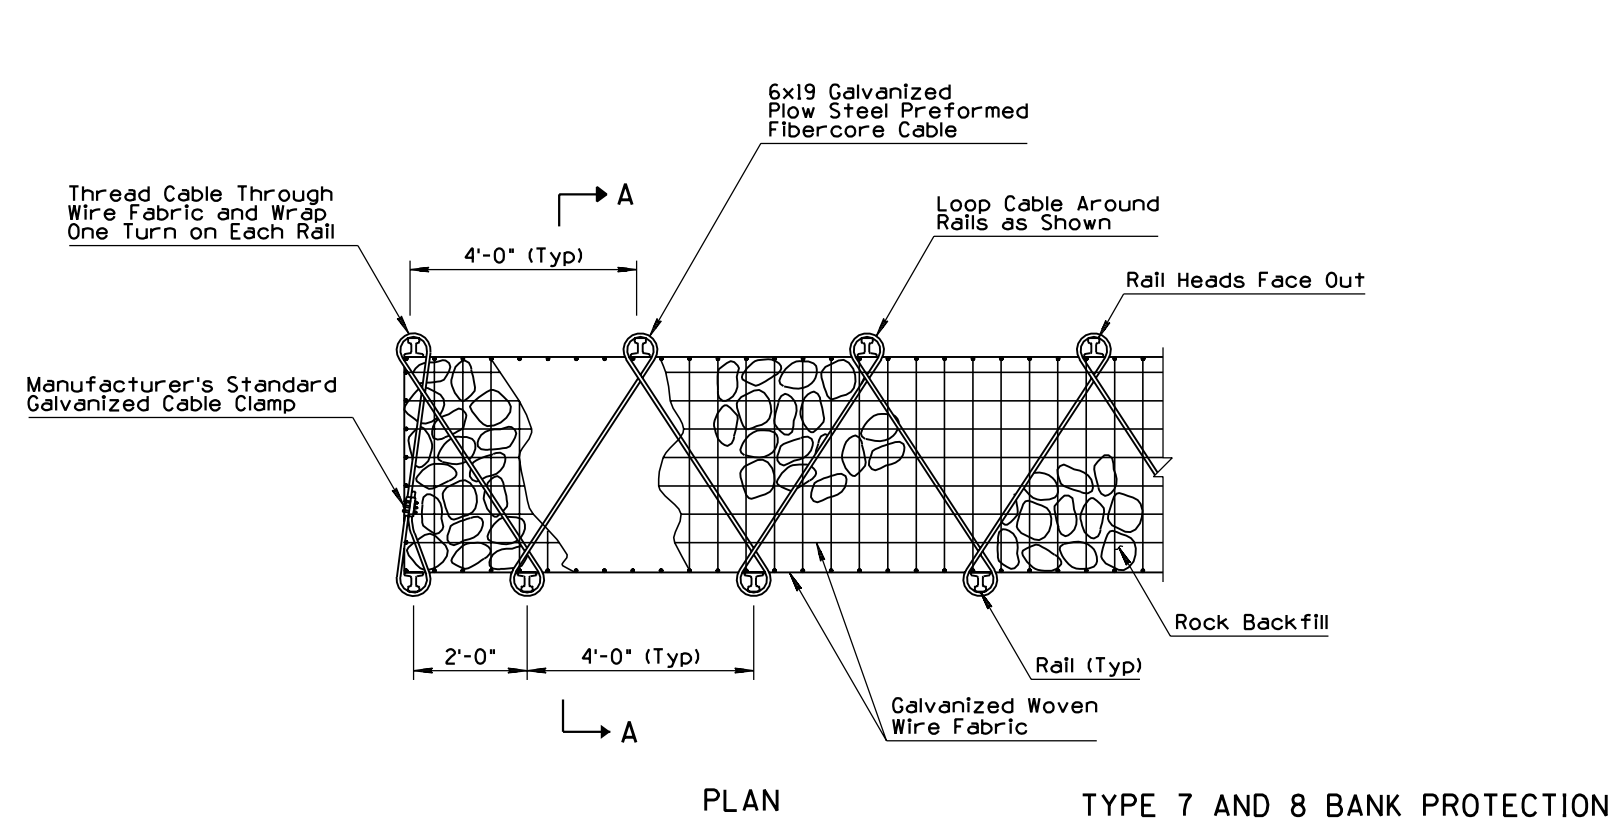 6x19 Galvanized
Plow Steel Preformed
Fibercore Cable
Thread Cable Through
Wire Fabric and Wrap
One Turn on Each Rail
A
Loop Cable Around
Rails as Shown
4'-0" (Typ)
Rail Heads Face Out
Manufacturer's Standard
Galvanized Cable Clamp
Rock Backfill
2'-0"
4'-0" (Typ)
Rail (Typ)
Galvanized Woven
Wire Fabric
A
PLAN
TYPE 7 AND 8 BANK PROTECTION